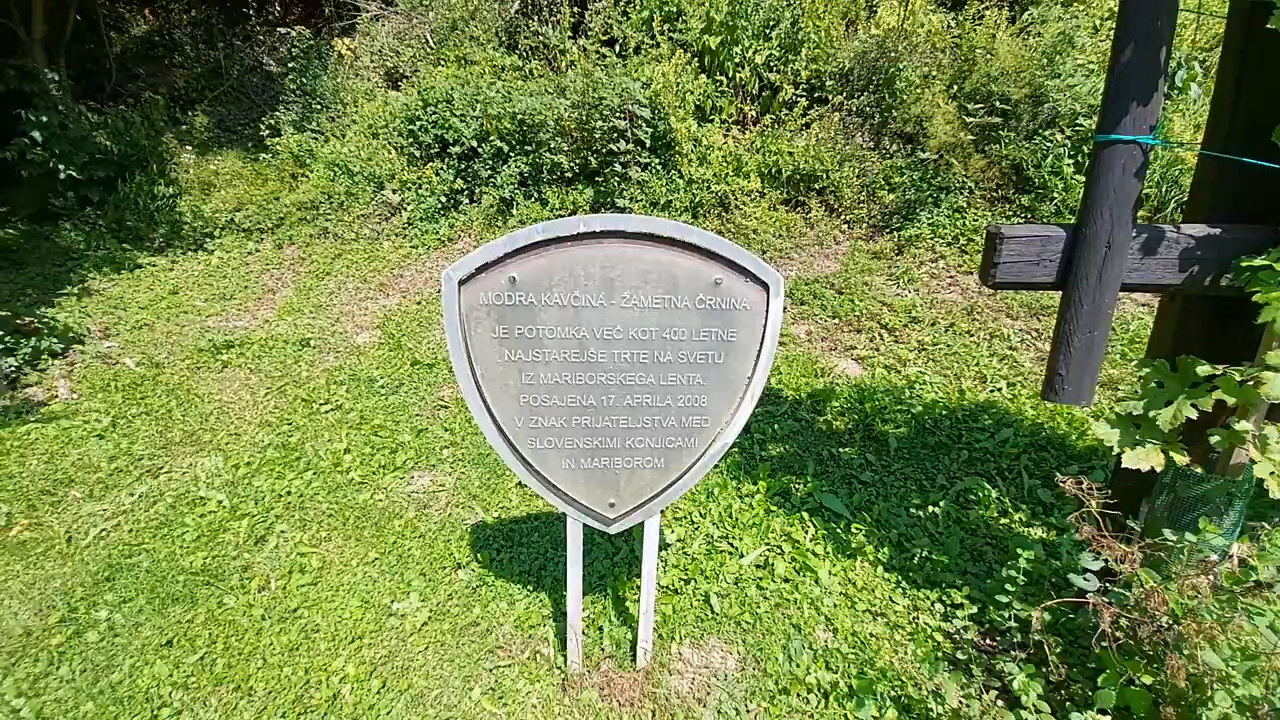 MODRA KAVČINA - ŽAMETNA ČRNINA
JE POTOMKA VEČ KOT 400 LETNE
NAJSTAREJŠE TRTE NA SVETU
IZ MARIBORSKEGA LENTA.
POSAJENA 17. APRILA 2008
V ZNAK PRIJATELJSTVA MED
SLOVENSKIMI KONJICAMI
IN MARIBOROM